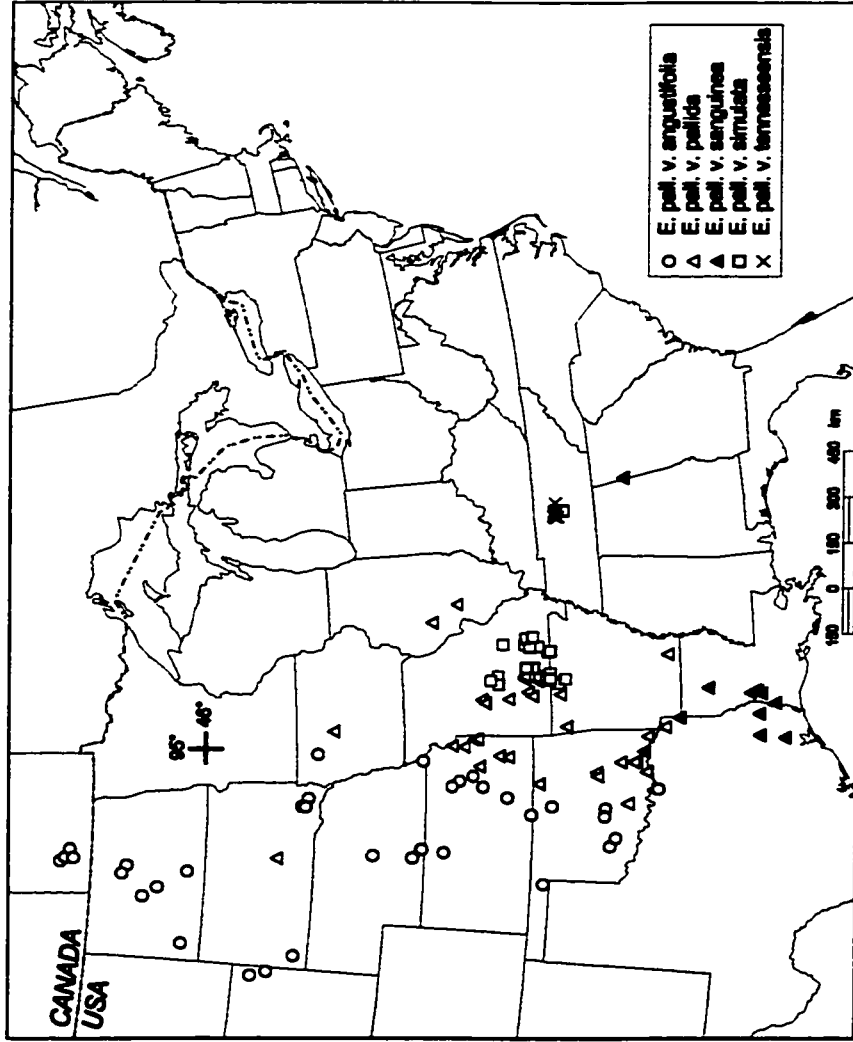 CANADA
USA
95°
46°
O E. pall. v. angustifolia
△ E. pall. v. pallida
▲ E. pall. v. sanguinea
□ E. pall. v. simulata
X E. pall. v. tennesseensis
150 0 150 300 450 km